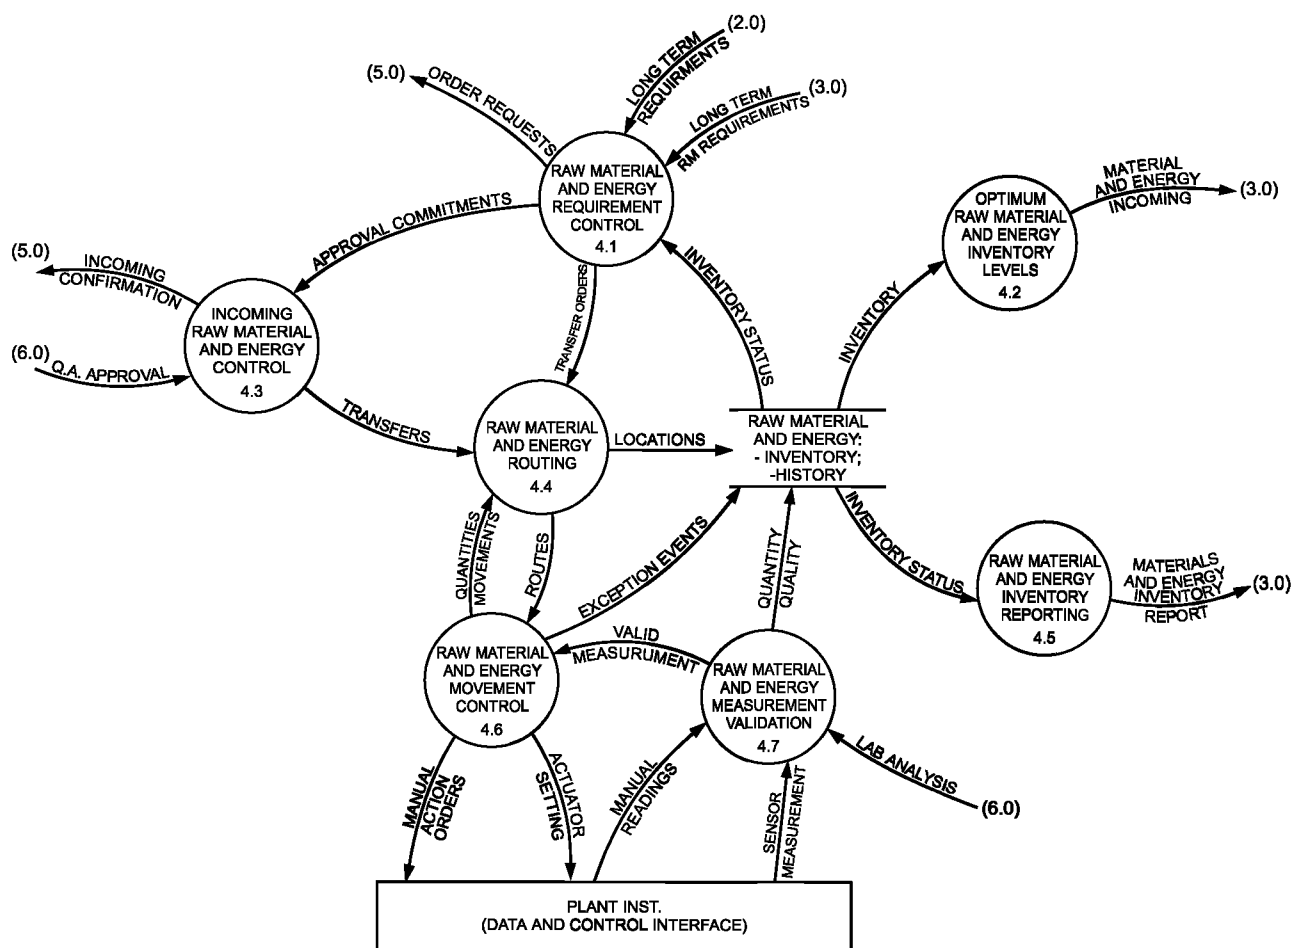 (2.0)
LONG TERM
REQUIRMENTS
(5.0)
ORDER REQUESTS
(3.0)
LONG TERM
RM REQUIREMENTS
RAW MATERIAL
AND ENERGY
REQUIREMENT
CONTROL
4.1
MATERIAL
AND ENERGY
INCOMING
(3.0)
OPTIMUM
RAW MATERIAL
AND ENERGY
INVENTORY
LEVELS
4.2
APPROVAL COMMITMENTS
(5.0)
INCOMING
CONFIRMATION
INCOMING
RAW MATERIAL
AND ENERGY
CONTROL
4.3
(6.0)
Q.A. APPROVAL
TRANSFER ORDERS
INVENTORY STATUS
INVENTORY
TRANSFERS
RAW MATERIAL
AND ENERGY
ROUTING
4.4
LOCATIONS
RAW MATERIAL
AND ENERGY:
- INVENTORY;
-HISTORY
QUANTITIES
MOVEMENTS
ROUTES
EXCEPTION EVENTS
QUANTITY
QUALITY
INVENTORY STATUS
RAW MATERIAL
AND ENERGY
INVENTORY
REPORTING
4.5
MATERIALS
AND ENERGY
INVENTORY
REPORT
(3.0)
VALID
MEASURUMENT
RAW MATERIAL
AND ENERGY
MOVEMENT
CONTROL
4.6
RAW MATERIAL
AND ENERGY
MEASUREMENT
VALIDATION
4.7
MANUAL
ACTION
ORDERS
ACTUATOR
SETTING
MANUAL
READINGS
SENSOR
MEASUREMENT
LAB ANALYSIS
(6.0)
PLANT INST.
(DATA AND CONTROL INTERFACE)